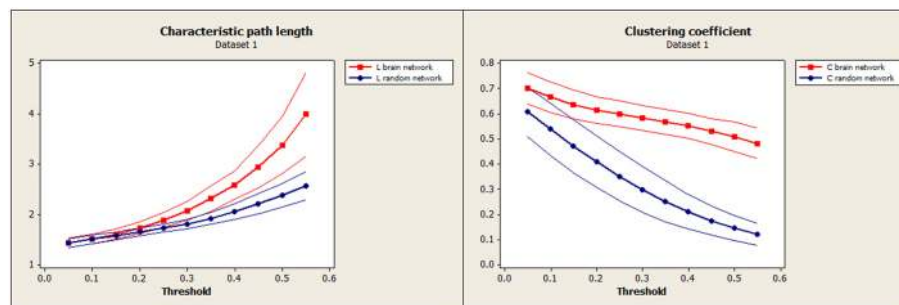 Characteristic path length
Dataset 1
5
4
3
2
1
0.0 0.1 0.2 0.3 0.4 0.5 0.6
Threshold
L brain network
L random network
Clustering coefficient
Dataset 1
0.8
0.7
0.6
0.5
0.4
0.3
0.2
0.1
0.0
0.0 0.1 0.2 0.3 0.4 0.5 0.6
Threshold
C brain network
C random network